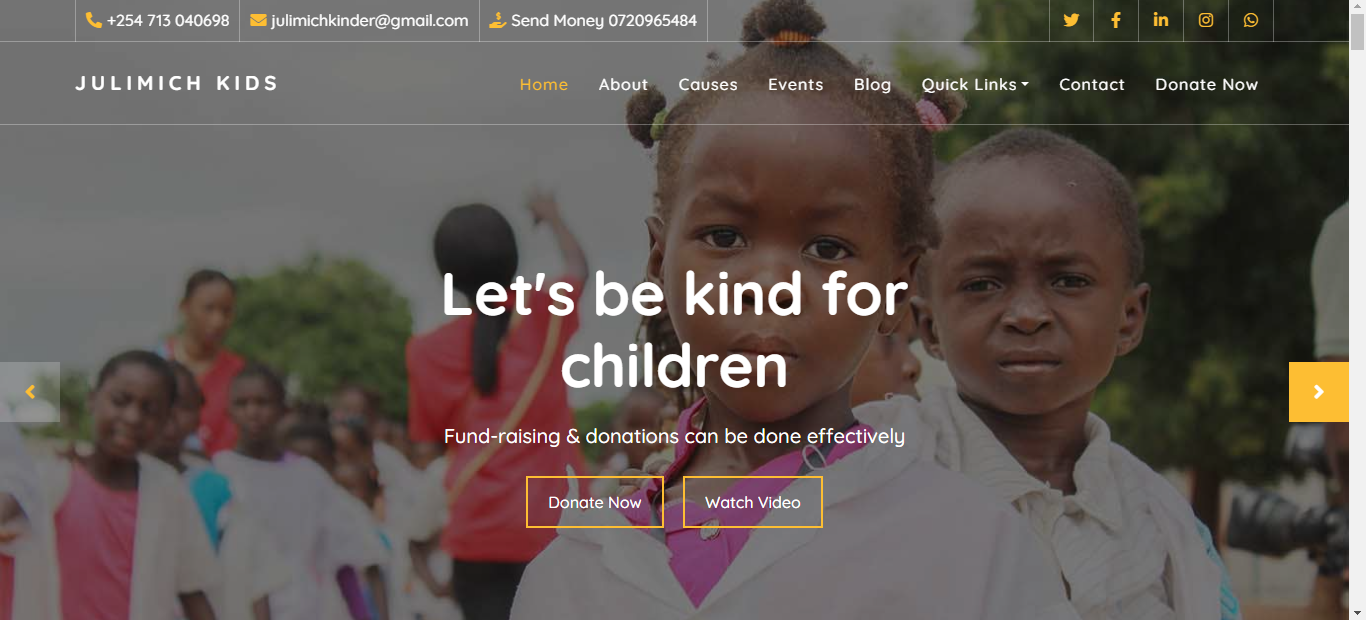 +254 713 040698 julimichkinder@gmail.com Send Money 0720965484
JULIMICH KIDS
Home About Causes Events Blog Quick Links Contact Donate Now
Let's be kind for
children
Fund-raising & donations can be done effectively
Donate Now Watch Video